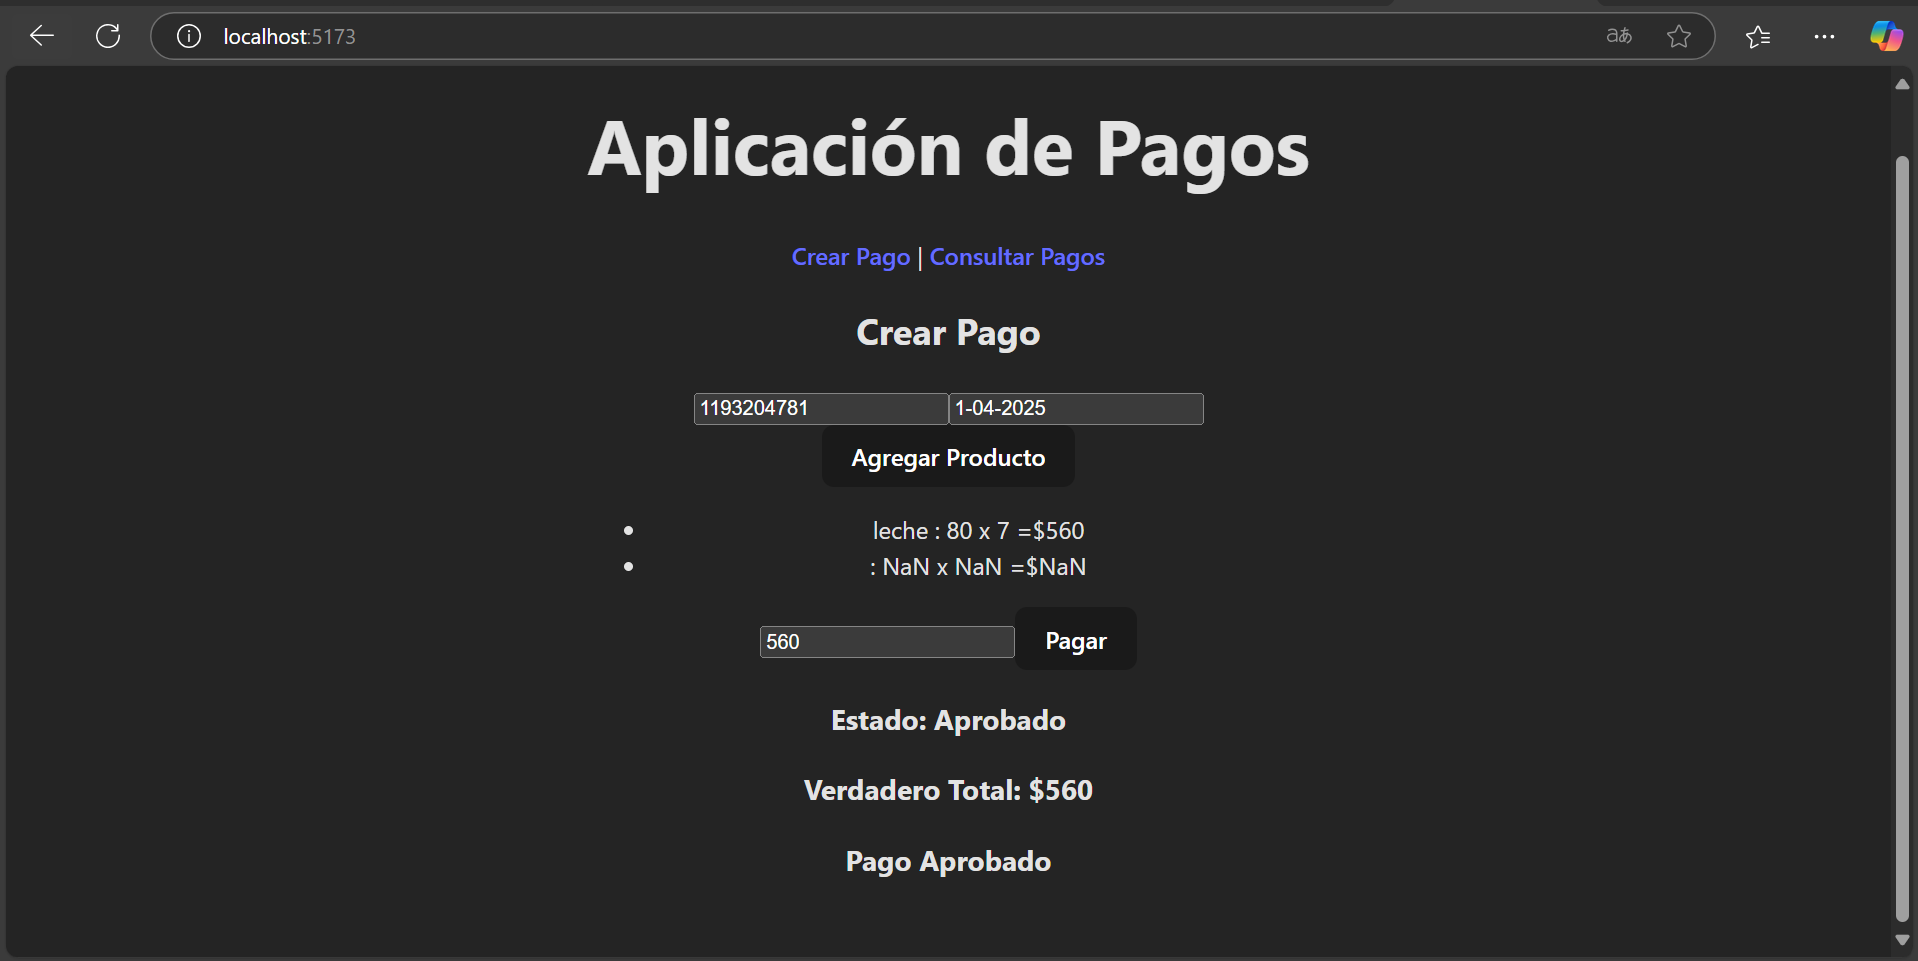 localhost:5173
Aplicación de Pagos
Crear Pago | Consultar Pagos
Crear Pago
1193204781 1-04-2025
Agregar Producto
leche : 80 x 7 =$560
: NaN x NaN =$NaN
560 Pagar
Estado: Aprobado
Verdadero Total: $560
Pago Aprobado